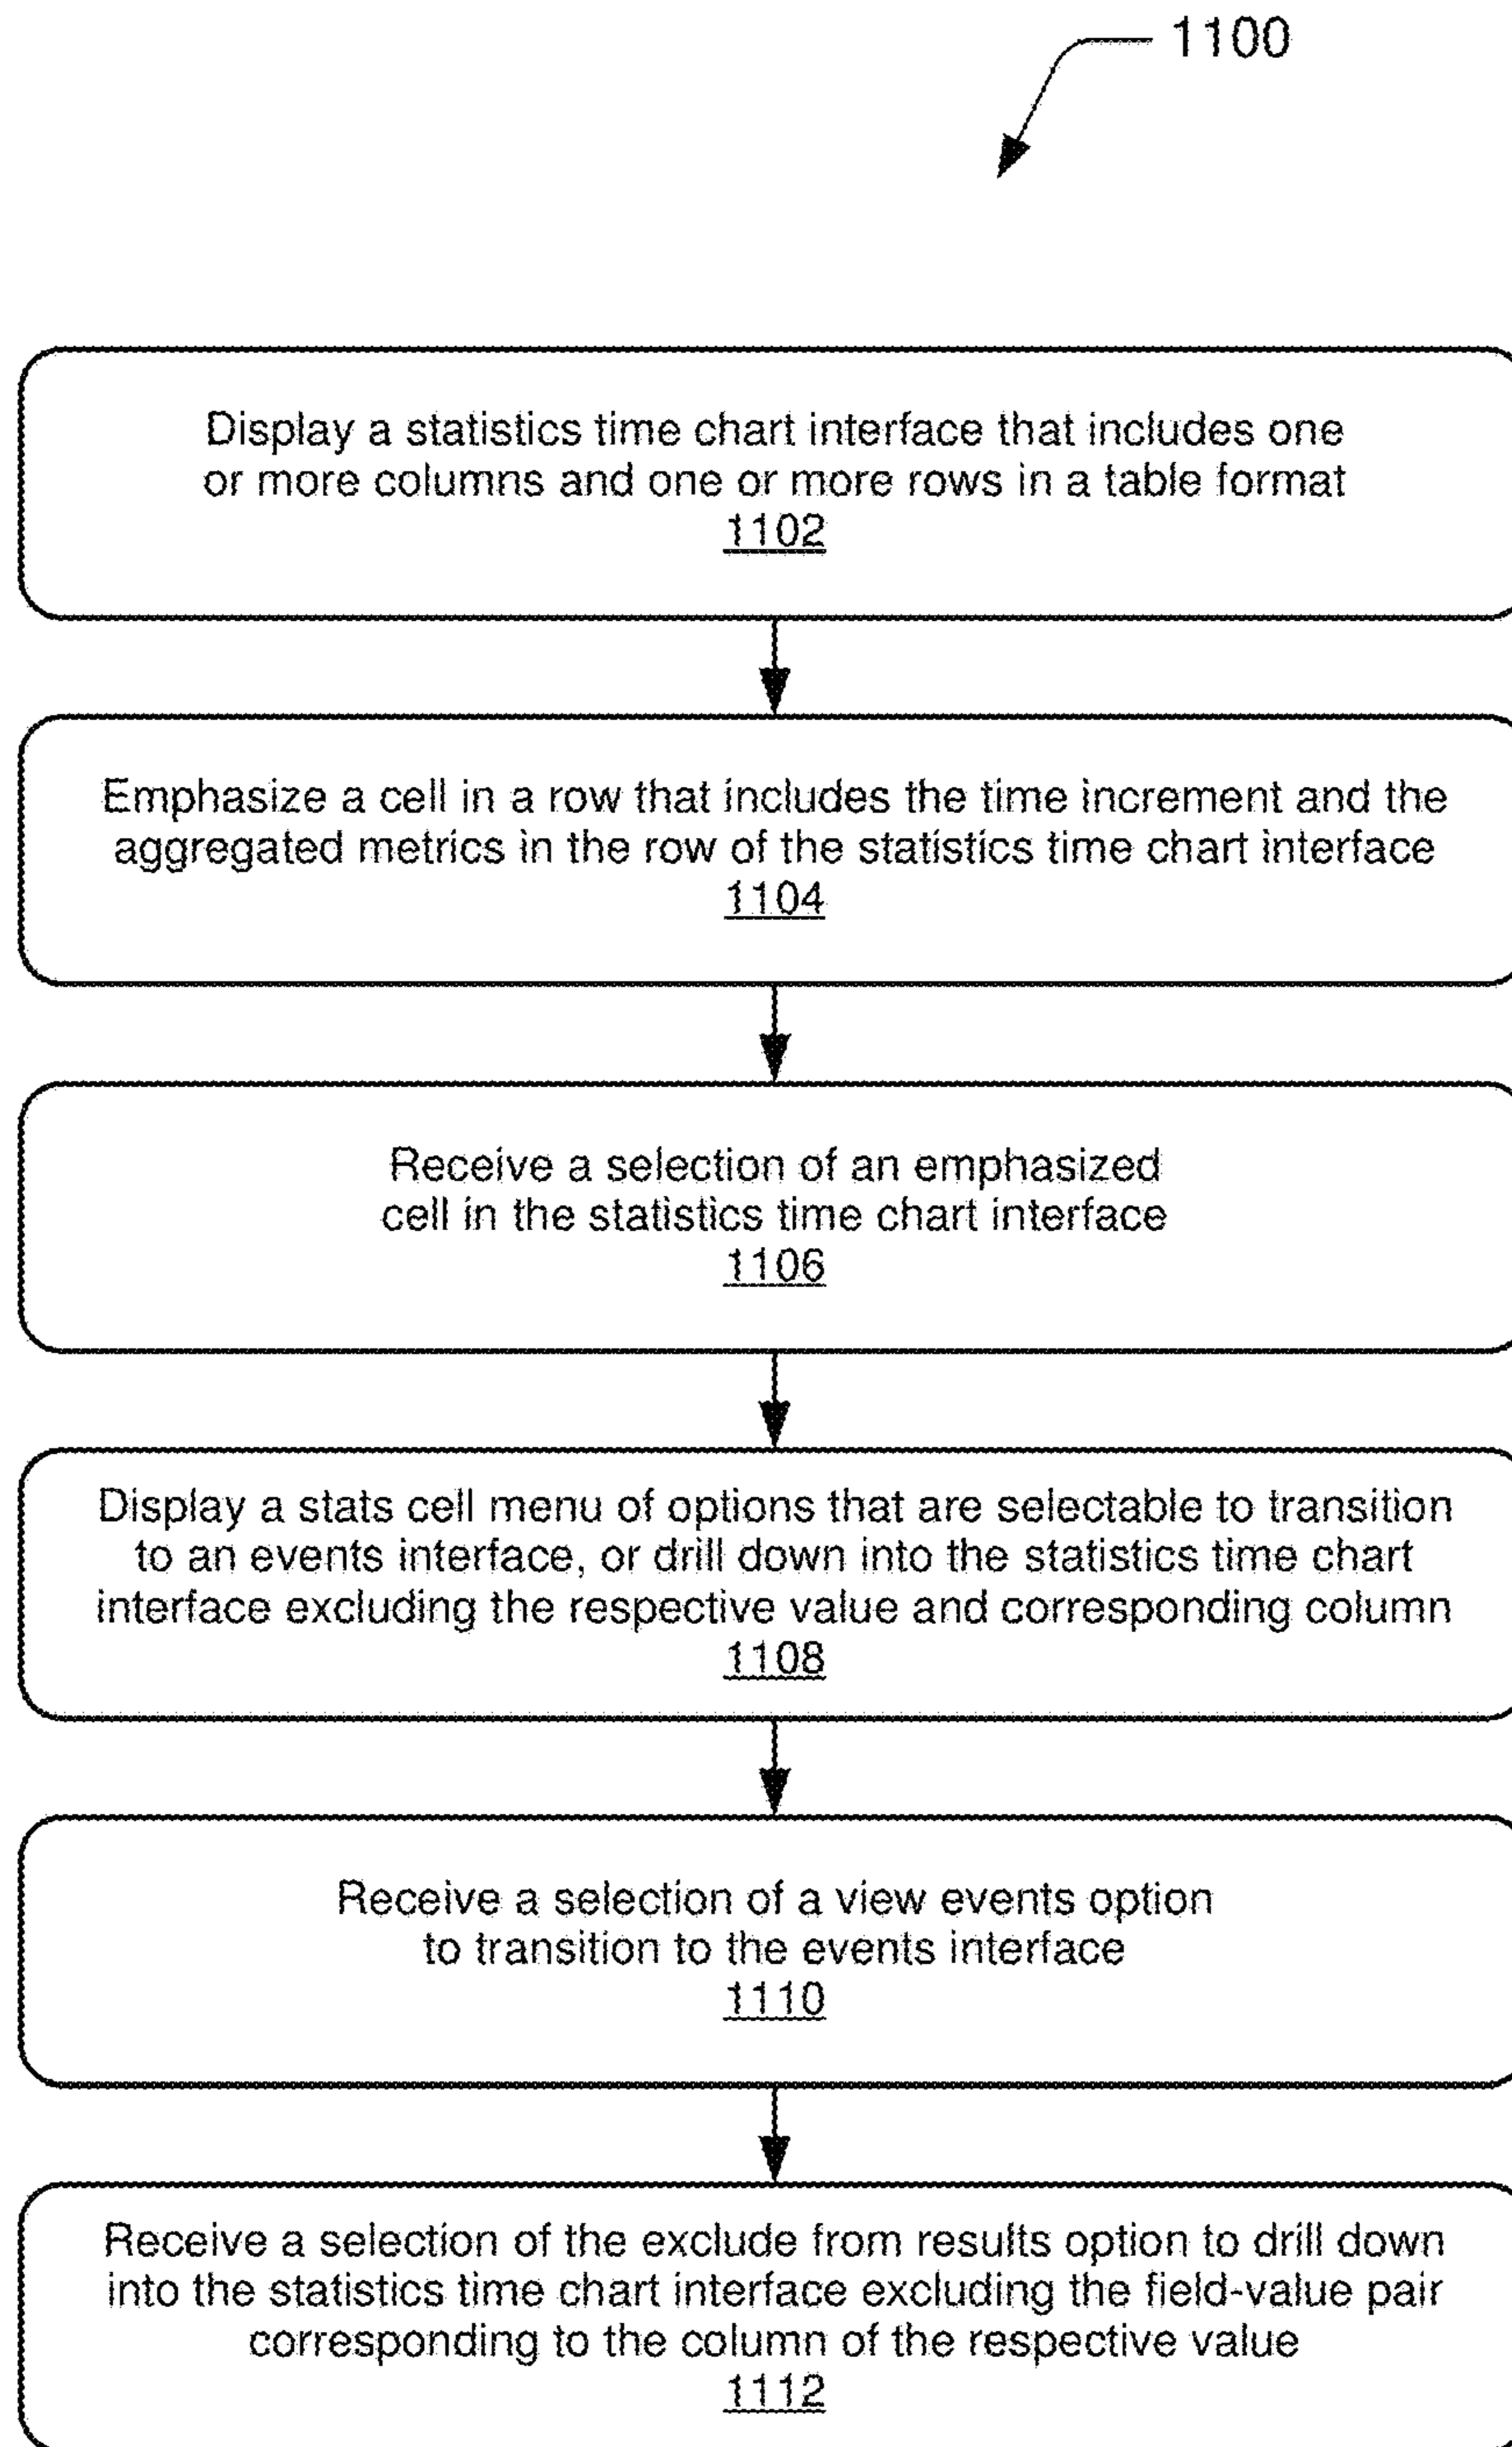 1100
Display a statistics time chart interface that includes one
or more columns and one or more rows in a table format
1102
Emphasize a cell in a row that includes the time increment and the
aggregated metrics in the row of the statistics time chart interface
1104
Receive a selection of an emphasized
cell in the statistics time chart interface
1106
Display a stats cell menu of options that are selectable to transition
to an events interface, or drill down into the statistics time chart
interface excluding the respective value and corresponding column
1108
Receive a selection of a view events option
to transition to the events interface
1110
Receive a selection of the exclude from results option to drill down
into the statistics time chart interface excluding the field-value pair
corresponding to the column of the respective value
1112